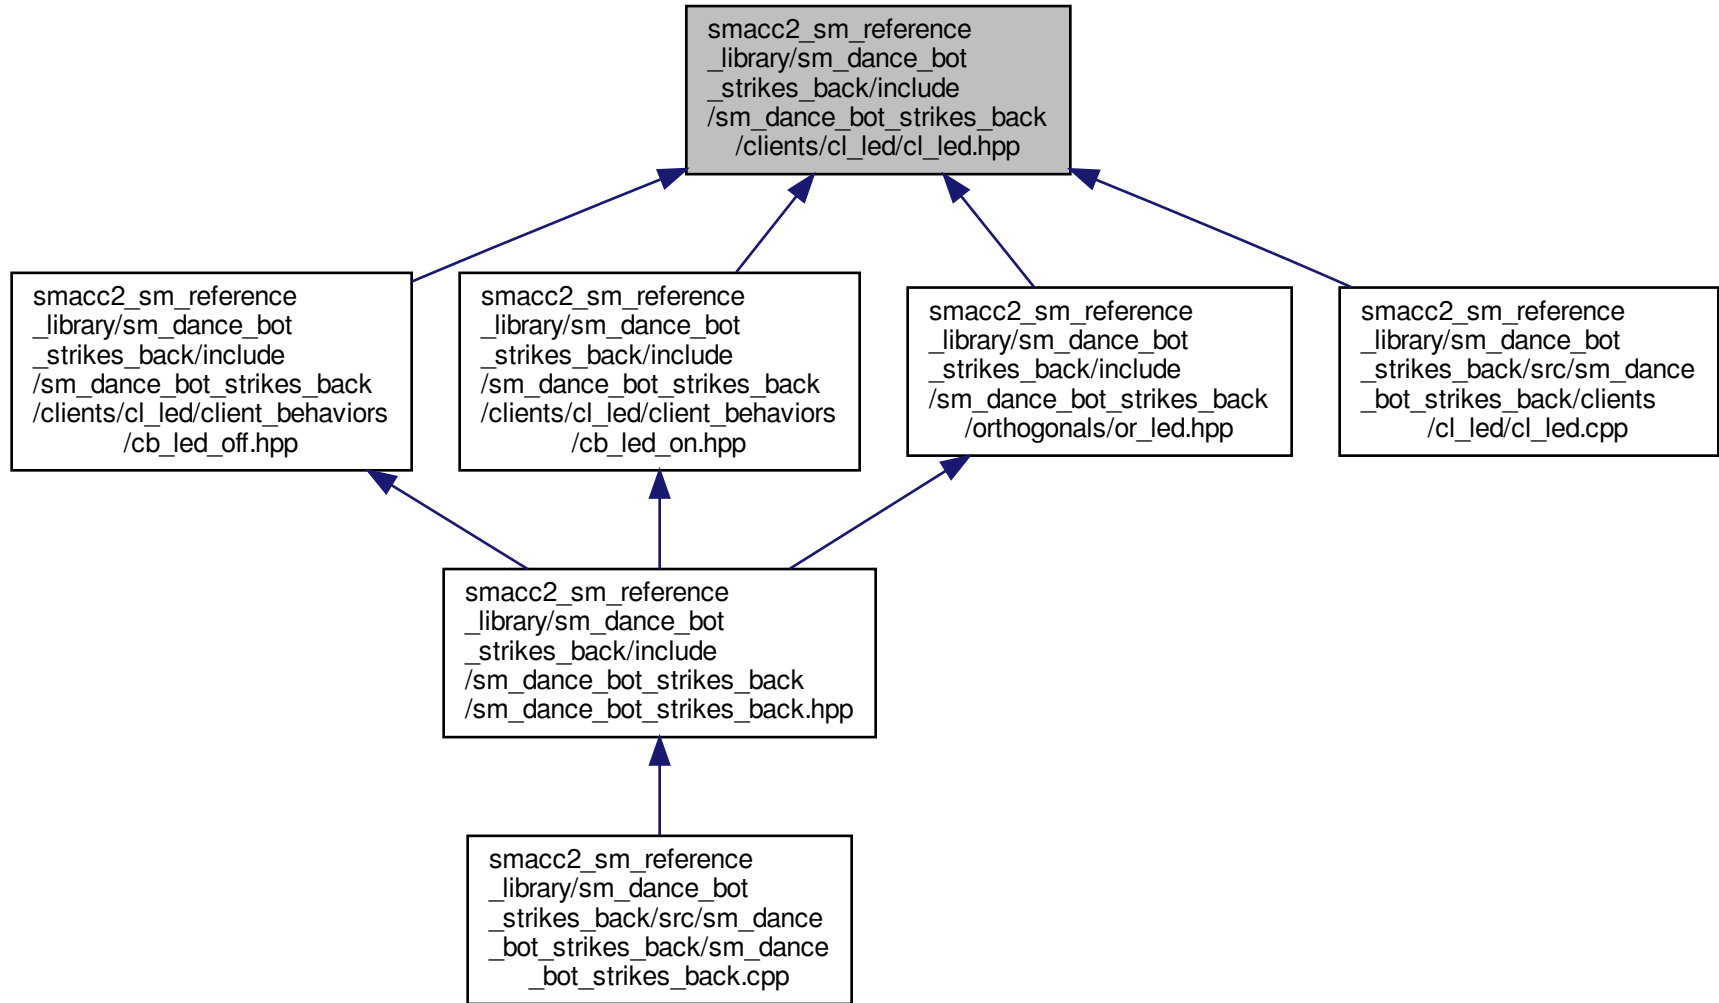 smacc2_sm_reference
_library/sm_dance_bot
_strikes_back/include
/sm_dance_bot_strikes_back
/clients/cl_led/cl_led.hpp
smacc2_sm_reference
_library/sm_dance_bot
_strikes_back/include
/sm_dance_bot_strikes_back
/clients/cl_led/client_behaviors
/cb_led_off.hpp
smacc2_sm_reference
_library/sm_dance_bot
_strikes_back/include
/sm_dance_bot_strikes_back
/clients/cl_led/client_behaviors
/cb_led_on.hpp
smacc2_sm_reference
_library/sm_dance_bot
_strikes_back/include
/sm_dance_bot_strikes_back
/orthogonals/or_led.hpp
smacc2_sm_reference
_library/sm_dance_bot
_strikes_back/src/sm_dance
_bot_strikes_back/clients
/cl_led/cl_led.cpp
smacc2_sm_reference
_library/sm_dance_bot
_strikes_back/include
/sm_dance_bot_strikes_back
/sm_dance_bot_strikes_back.hpp
smacc2_sm_reference
_library/sm_dance_bot
_strikes_back/src/sm_dance
_bot_strikes_back/sm_dance
_bot_strikes_back.cpp